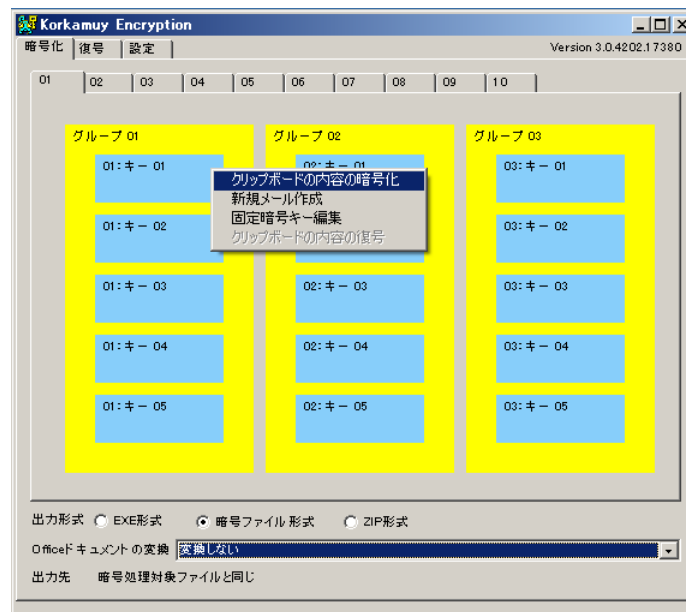 Korkamuy Encryption
暗号化 復号 設定 Version 3.0.4202.17380
01 02 03 04 05 06 07 08 09 10
グループ 01 グループ 02 グループ 03
01:キー 01 02:キー 01 03:キー 01
クリップボードの内容の暗号化
新規メール作成
固定暗号キー編集
クリップボードの内容の復号
01:キー 02 03:キー 02
01:キー 03 02:キー 03 03:キー 03
01:キー 04 02:キー 04 03:キー 04
01:キー 05 02:キー 05 03:キー 05
出力形式 EXE形式 暗号ファイル形式 ZIP形式
Officeドキュメントの変換 変換しない
出力先 暗号処理対象ファイルと同じ